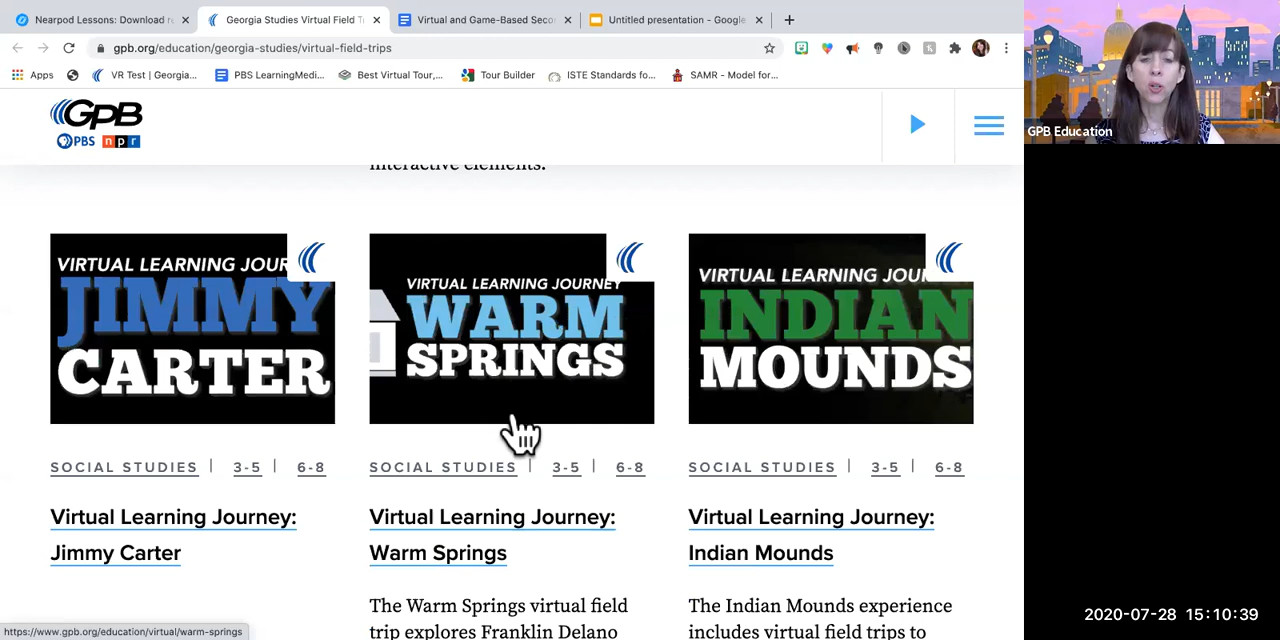 Nearpod Lessons: Download r
Georgia Studies Virtual Field T
Virtual and Game-Based Seco
Untitled presentation - Google
gpb.org/education/georgia-studies/virtual-field-trips
Apps
VR Test | Georgia...
PBS LearningMedi...
Best Virtual Tour,...
Tour Builder
ISTE Standards fo...
SAMR - Model for...
GPB
PBS npr
GPB Education
interactive elements.
VIRTUAL LEARNING JOUR
JIMMY
CARTER
VIRTUAL LEARNING JOURNEY
WARM
SPRINGS
VIRTUAL LEARNING JOUR
INDIAN
MOUNDS
SOCIAL STUDIES | 3-5 | 6-8
SOCIAL STUDIES | 3-5 | 6-8
SOCIAL STUDIES | 3-5 | 6-8
Virtual Learning Journey:
Jimmy Carter
Virtual Learning Journey:
Warm Springs
Virtual Learning Journey:
Indian Mounds
The Warm Springs virtual field
trip explores Franklin Delano
The Indian Mounds experience
includes virtual field trips to
https://www.gpb.org/education/virtual/warm-springs
2020-07-28 15:10:39